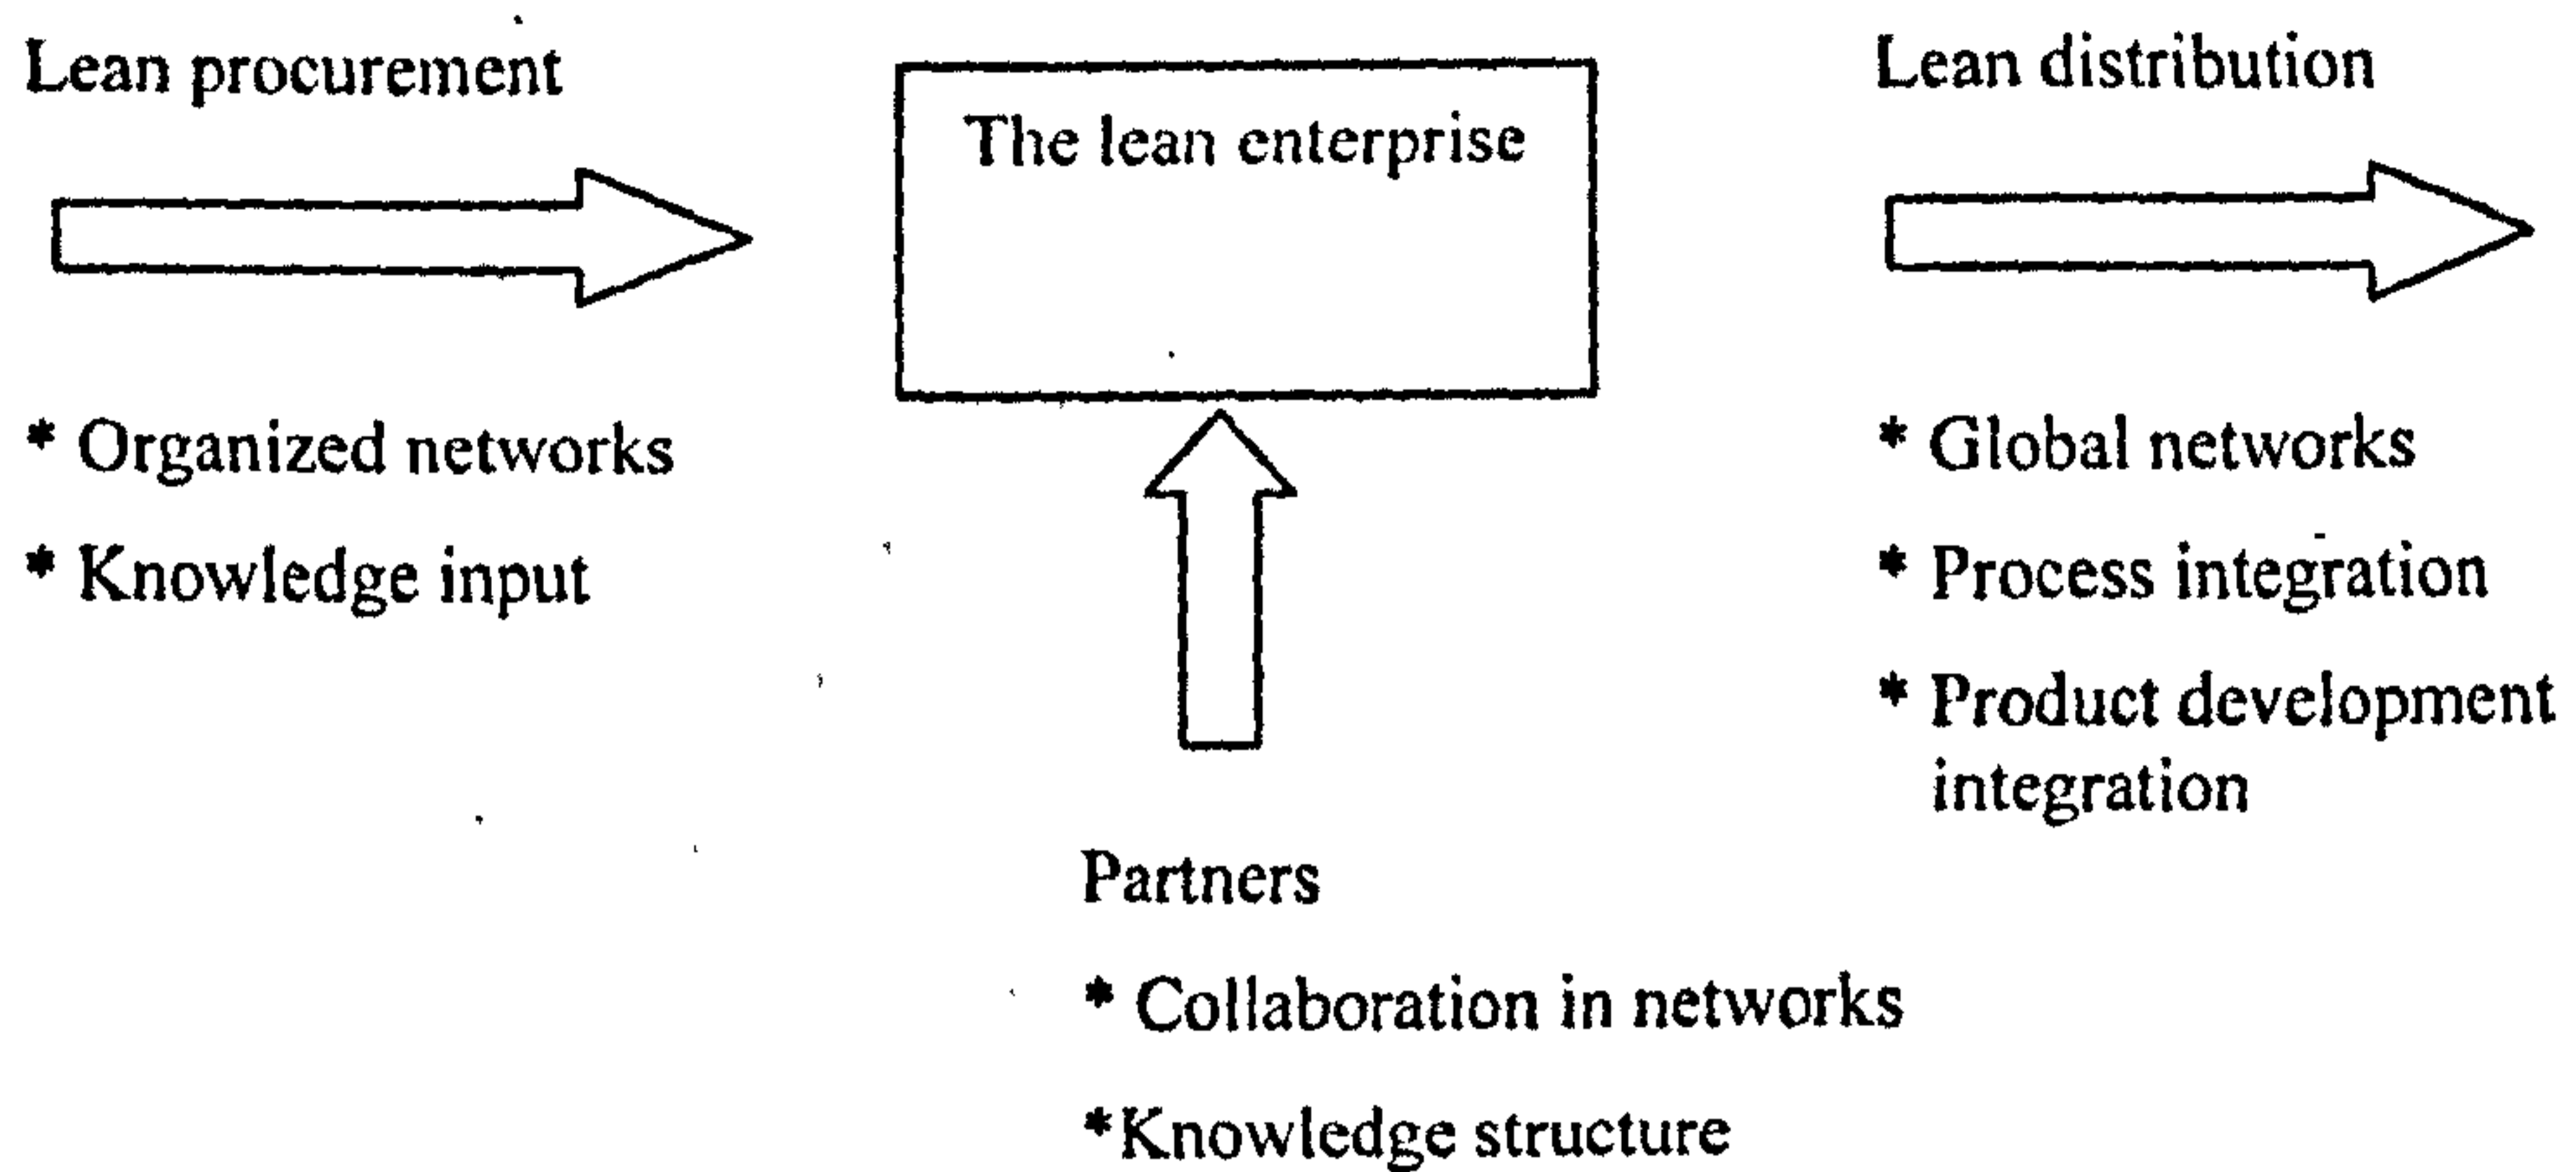 Lean procurement
The lean enterprise
Lean distribution
* Organized networks
* Knowledge input
* Global networks
* Process integration
* Product development
integration
Partners
* Collaboration in networks
*Knowledge structure